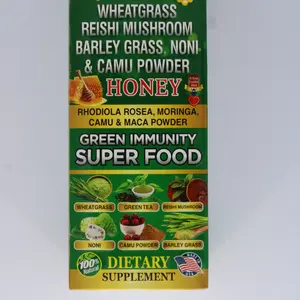 WHEATGRASS
REISHI MUSHROOM
BARLEY GRASS, NONI
& CAMU POWDER
HONEY
RHODIOLA ROSEA, MORINGA,
CAMU & MACA POWDER
GREEN IMMUNITY
SUPER FOOD
WHEATGRASS
GREEN TEA
REISHI MUSHROOM
NONI
CAMU POWDER
BARLEY GRASS
100%
DIETARY
SUPPLEMENT